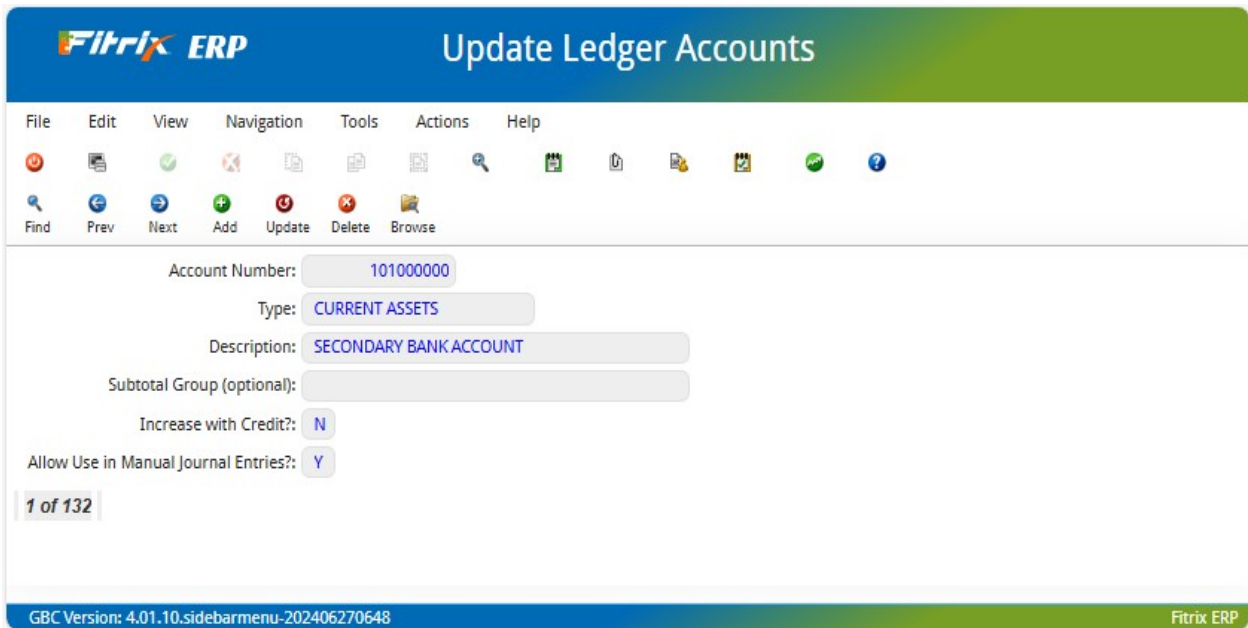 Fitrix ERP
Update Ledger Accounts
File Edit View Navigation Tools Actions Help
Find Prev Next Add Update Delete Browse
Account Number: 101000000
Type: CURRENT ASSETS
Description: SECONDARY BANK ACCOUNT
Subtotal Group (optional):
Increase with Credit?: N
Allow Use in Manual Journal Entries?: Y
1 of 132
GBC Version: 4.01.10.sidebarmenu-202406270648 Fitrix ERP